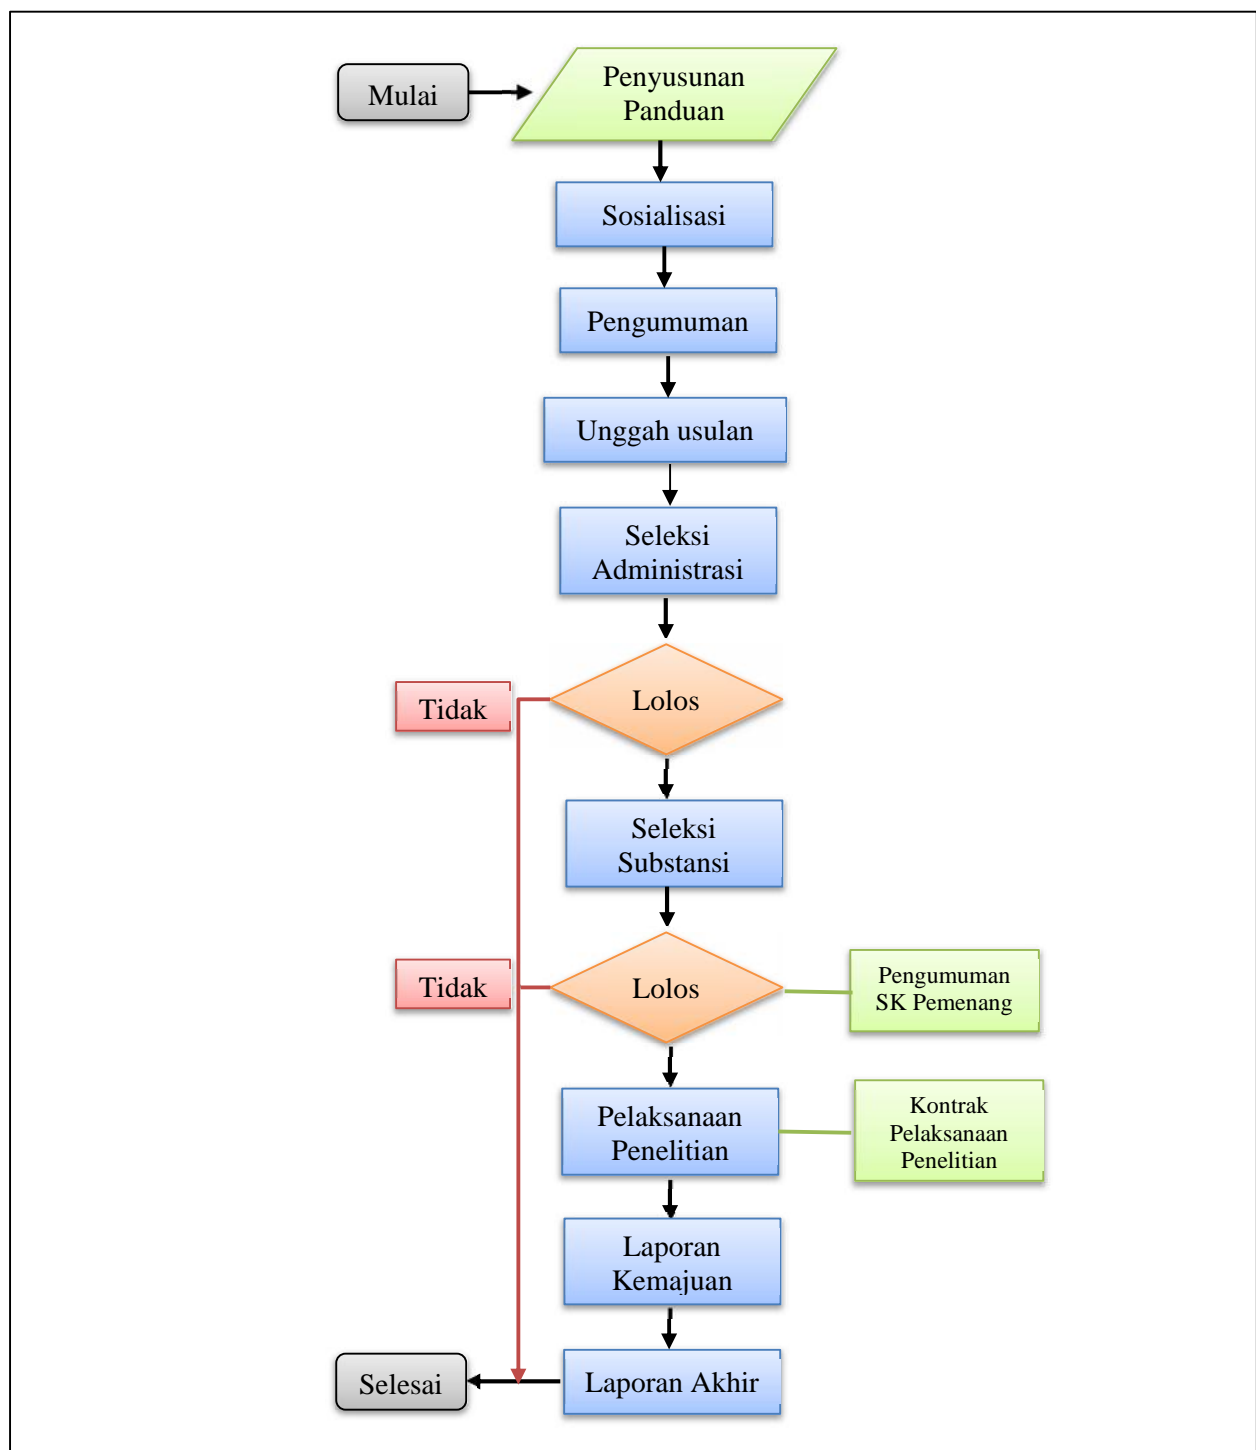 Mulai
Penyusunan
Panduan
Sosialisasi
Pengumuman
Unggah usulan
Seleksi
Administrasi
Lolos
Tidak
Seleksi
Substansi
Lolos
Tidak
Pengumuman
SK Pemenang
Pelaksanaan
Penelitian
Kontrak
Pelaksanaan
Penelitian
Laporan
Kemajuan
Laporan Akhir
Selesai